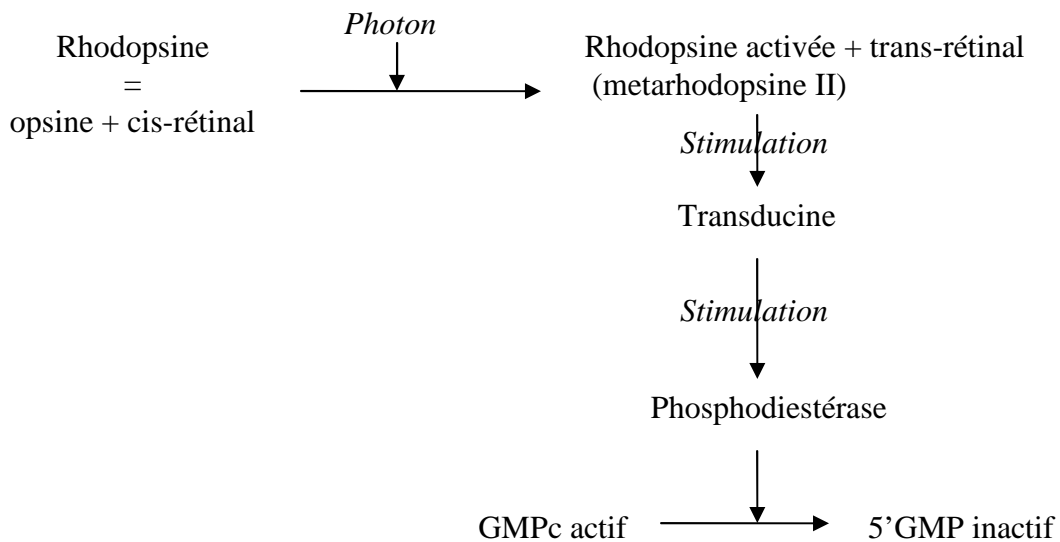 Photon
Rhodopsine
=
opsine + cis-rétinal
Rhodopsine activée + trans-rétinal
(metarhodopsine II)
Stimulation
Transducine
Stimulation
Phosphodiestérase
GMPc actif
5’GMP inactif